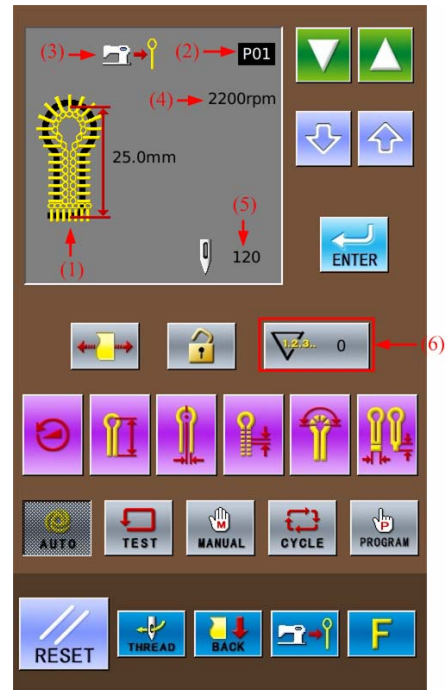 (3) (2) P01
(4) 2200rpm
25.0mm
(5)
(1) 120
ENTER
1.2.3.. 0 (6)
AUTO TEST MANUAL CYCLE PROGRAM
M P
RESET THREAD BACK F